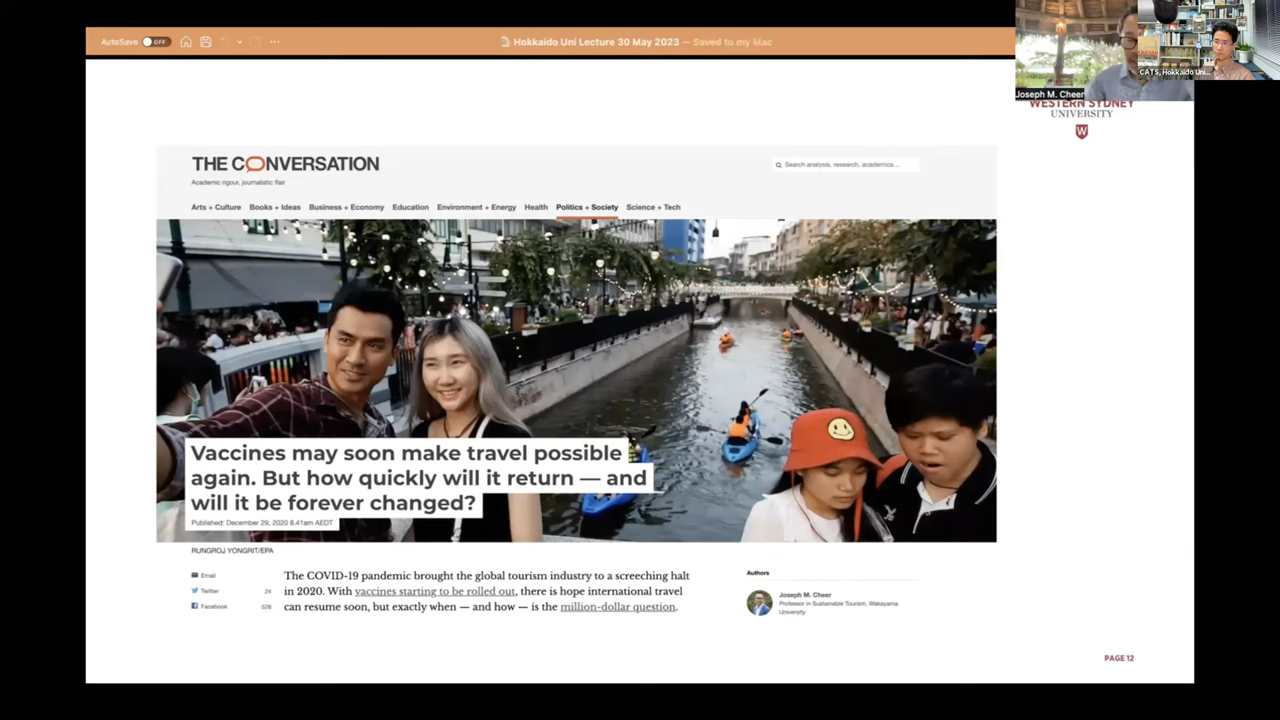 AutoSave OFF
Hokkaido Uni Lecture 30 May 2023 — Saved to my Mac
Joseph M. Cheer
CATS, Hokkaido Uni...
WESTERN SYDNEY
UNIVERSITY
W
THE CONVERSATION
Academic rigour, journalistic flair
Search analysis, research, academics…
Arts + Culture Books + Ideas Business + Economy Education Environment + Energy Health Politics + Society Science + Tech
Vaccines may soon make travel possible
again. But how quickly will it return — and
will it be forever changed?
Published: December 29, 2020 6.41am AEDT
RUNGROJ YONGRIT/EPA
Email
Twitter 24
Facebook 528
The COVID-19 pandemic brought the global tourism industry to a screeching halt
in 2020. With vaccines starting to be rolled out, there is hope international travel
can resume soon, but exactly when — and how — is the million-dollar question.
Authors
Joseph M. Cheer
Professor in Sustainable Tourism, Wakayama
University
PAGE 12